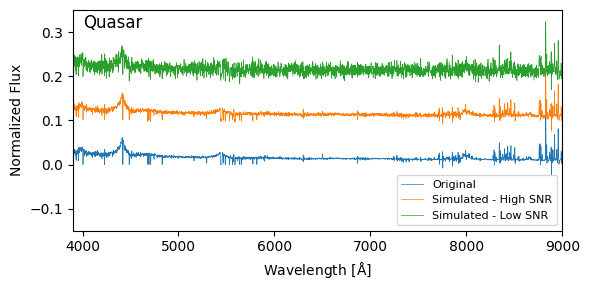 Quasar
Normalized Flux
0.3
0.2
0.1
0.0
−0.1
Original
Simulated - High SNR
Simulated - Low SNR
4000 5000 6000 7000 8000 9000
Wavelength [Å]